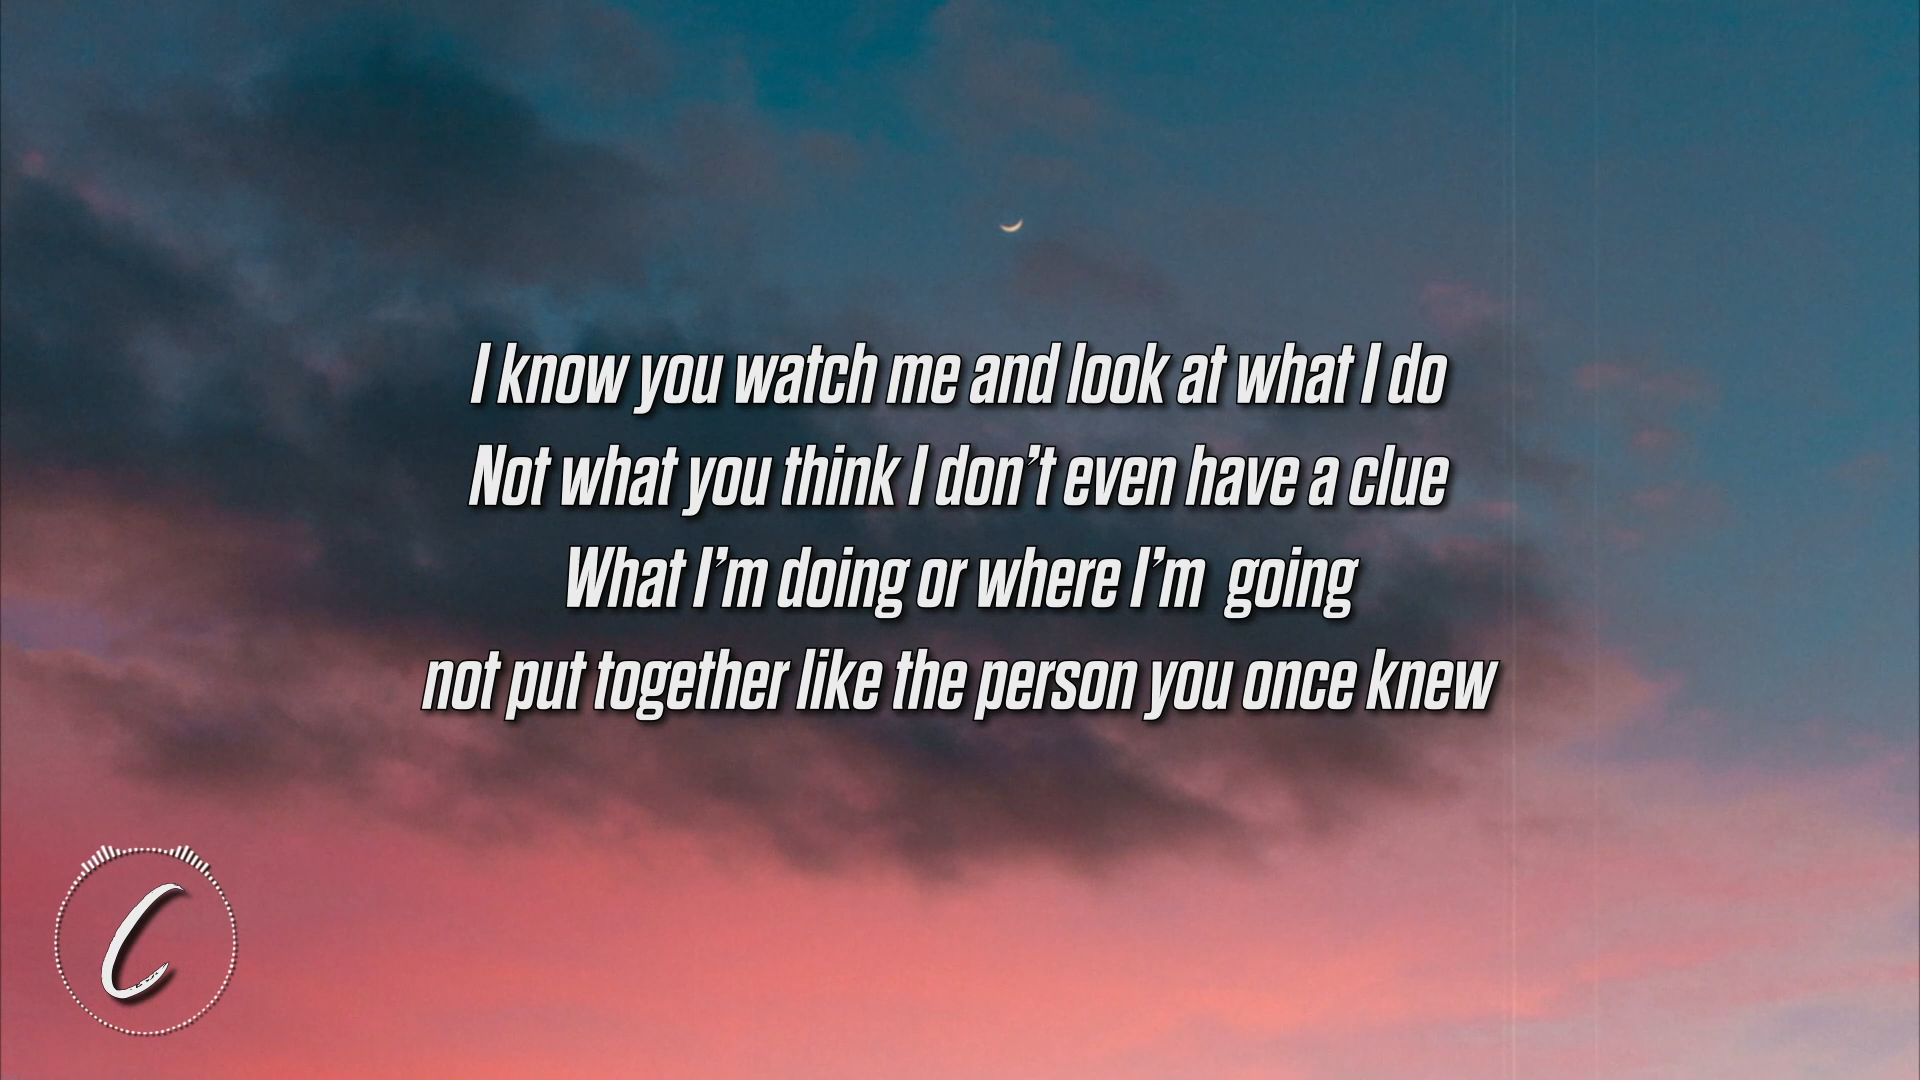 I know you watch me and look at what I do
Not what you think I don't even have a clue
What I'm doing or where I'm  going
not put together like the person you once knew
C